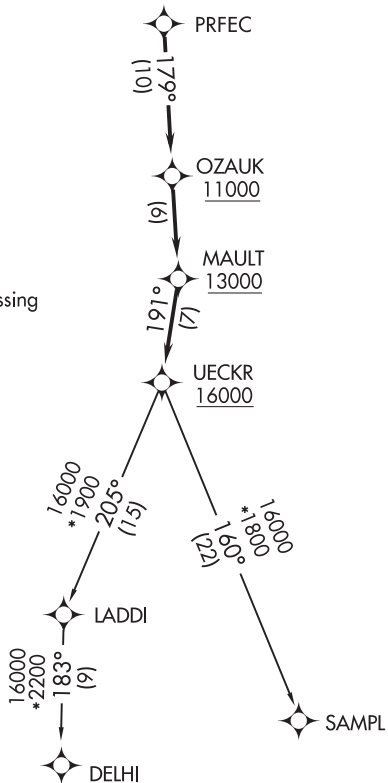 PRFEC
179°
(10)
OZAUK
11000
(6)
MAULT
13000
ssing
191°
(7)
UECKR
16000
16000
*1900
205°
(15)
16000
*1800
160°
(22)
LADDI
16000
*2200
183°
(9)
SAMPL
DELHI